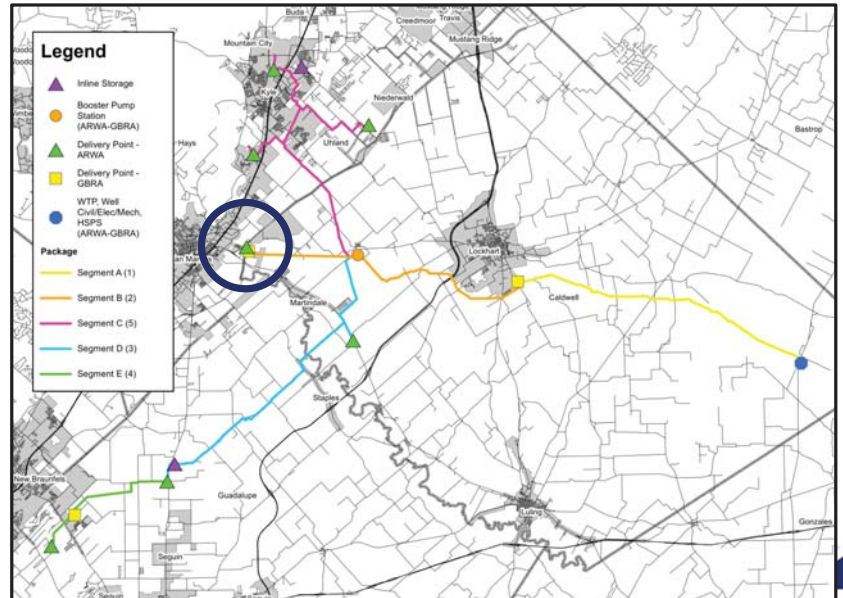 Legend
Inline Storage
Booster Pump
Station
(ARWA-GBRA)
Delivery Point -
ARWA
Delivery Point -
GBRA
WTP, Well
Civil/Elec/Mech,
HSPS
(ARWA-GBRA)
Package
Segment A (1)
Segment B (2)
Segment C (5)
Segment D (3)
Segment E (4)
Buda
Creedmoor
Travis
Mustang Ridge
Mountain City
Kyle
Niederwald
Bastrop
Hays
Uhland
Lockhart
Caldwell
Martindale
Staples
New Braunfels
Guadalupe
Luling
Gonzales
Seguin